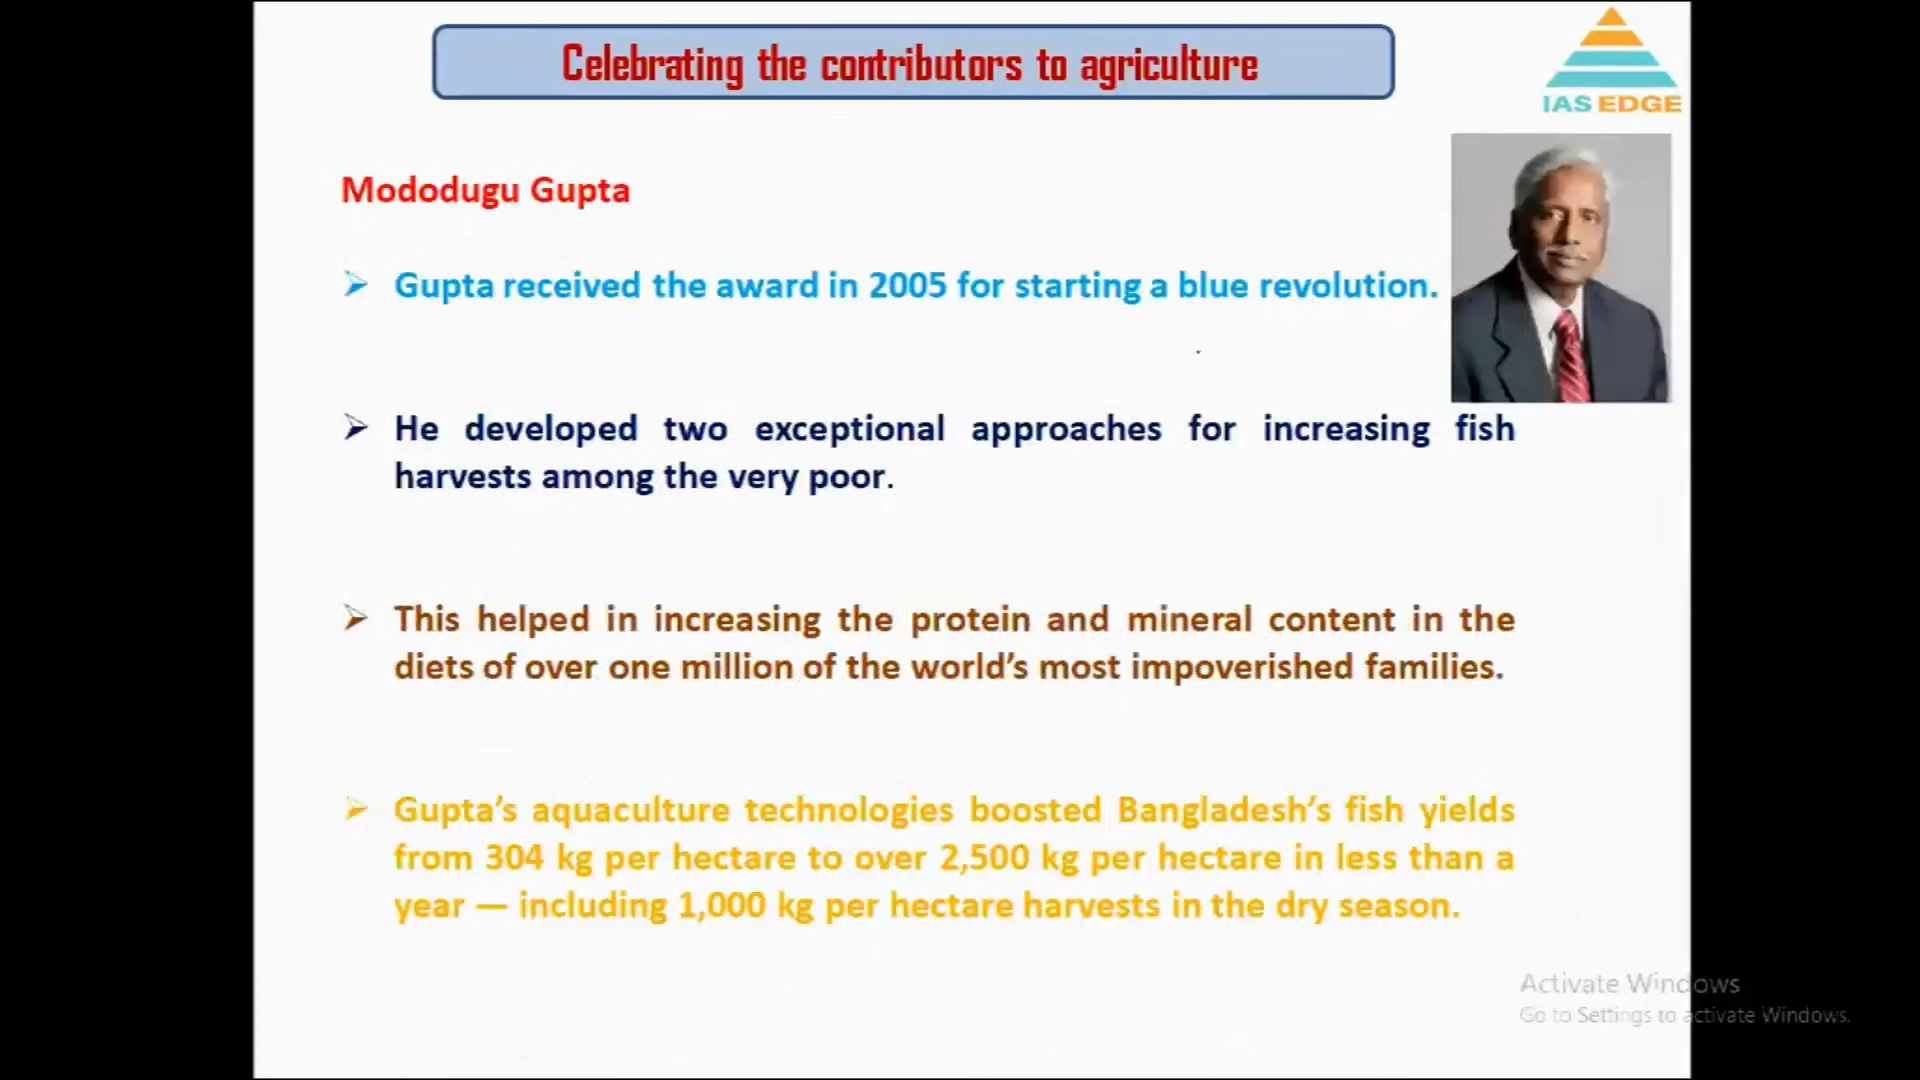 Celebrating the contributors to agriculture
IAS EDGE
Mododugu Gupta
➢ Gupta received the award in 2005 for starting a blue revolution.
➢ He developed two exceptional approaches for increasing fish
harvests among the very poor.
➢ This helped in increasing the protein and mineral content in the
diets of over one million of the world’s most impoverished families.
➢ Gupta’s aquaculture technologies boosted Bangladesh’s fish yields
from 304 kg per hectare to over 2,500 kg per hectare in less than a
year — including 1,000 kg per hectare harvests in the dry season.
Activate Windows
Go to Settings to activate Windows.